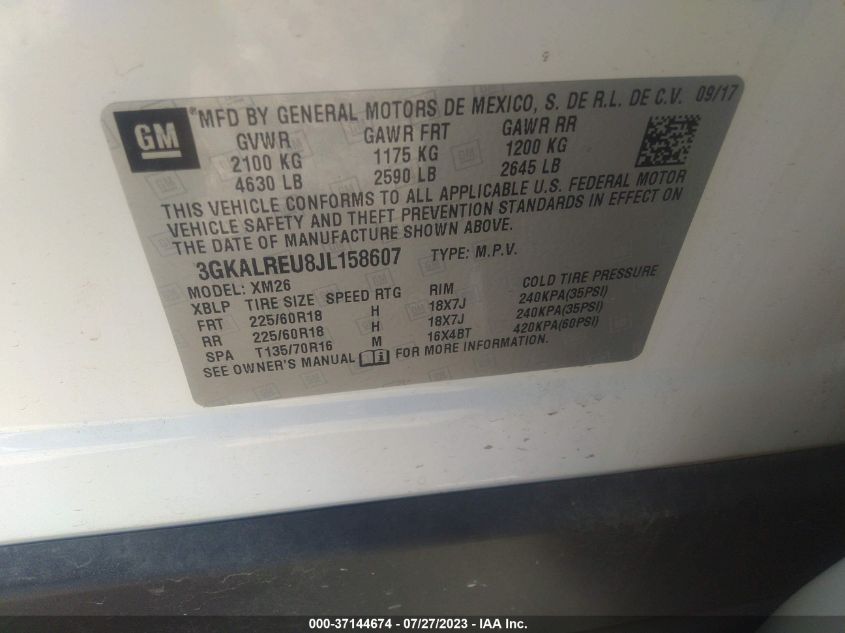 GM
®MFD BY GENERAL MOTORS DE MEXICO, S. DE R.L. DE C.V. 09/17
GVWR GAWR FRT GAWR RR
2100 KG 1175 KG 1200 KG
4630 LB 2590 LB 2645 LB
THIS VEHICLE CONFORMS TO ALL APPLICABLE U.S. FEDERAL MOTOR
VEHICLE SAFETY AND THEFT PREVENTION STANDARDS IN EFFECT ON
THE DATE OF MANUFACTURE SHOWN ABOVE.
3GKALREU8JL158607 TYPE: M.P.V.
MODEL: XM26
XBLP TIRE SIZE SPEED RTG RIM COLD TIRE PRESSURE
FRT 225/60R18 H 18X7J 240KPA(35PSI)
RR 225/60R18 H 18X7J 240KPA(35PSI)
SPA T135/70R16 M 16X4BT 420KPA(60PSI)
SEE OWNER'S MANUAL FOR MORE INFORMATION.
000-37144674 - 07/27/2023 - IAA Inc.